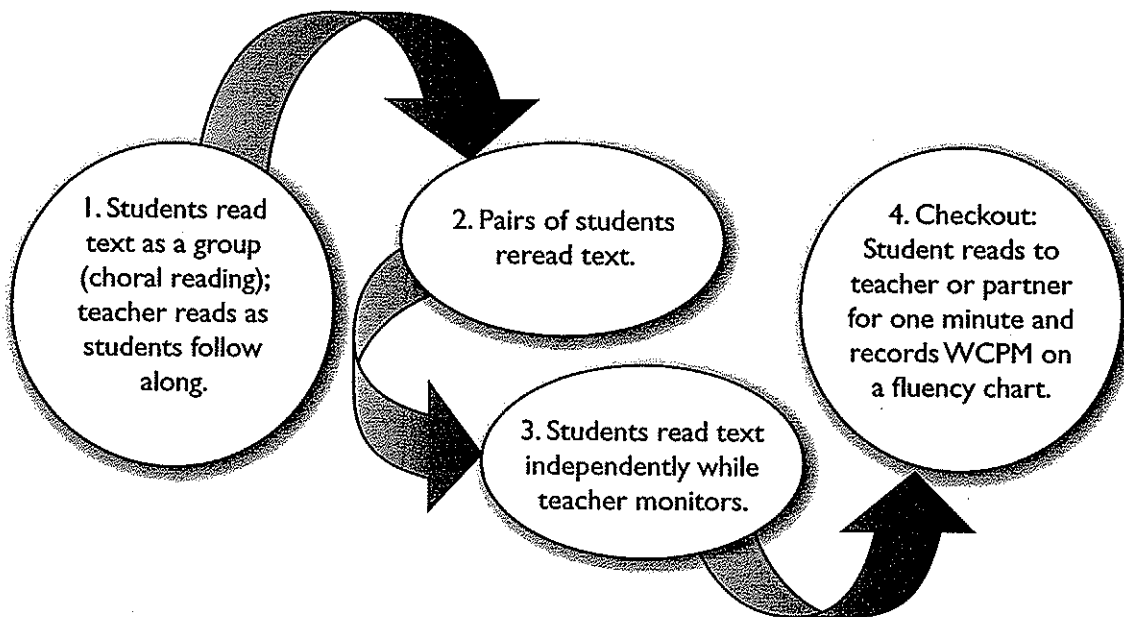 1. Students read
text as a group
(choral reading);
teacher reads as
students follow
along.
2. Pairs of students
reread text.
3. Students read text
independently while
teacher monitors.
4. Checkout:
Student reads to
teacher or partner
for one minute and
records WCPM on
a fluency chart.